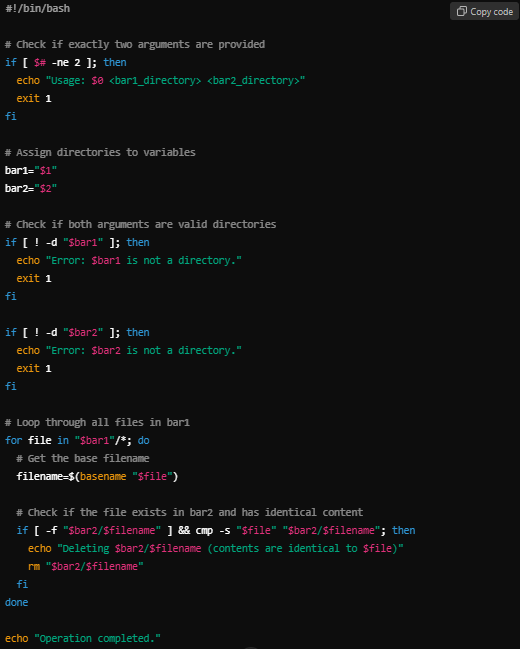 #!/bin/bash
Copy code
# Check if exactly two arguments are provided
if [ $# -ne 2 ]; then
  echo "Usage: $0 <bar1_directory> <bar2_directory>"
  exit 1
fi
# Assign directories to variables
bar1="$1"
bar2="$2"
# Check if both arguments are valid directories
if [ ! -d "$bar1" ]; then
  echo "Error: $bar1 is not a directory."
  exit 1
fi
if [ ! -d "$bar2" ]; then
  echo "Error: $bar2 is not a directory."
  exit 1
fi
# Loop through all files in bar1
for file in "$bar1"/*; do
  # Get the base filename
  filename=$(basename "$file")
  # Check if the file exists in bar2 and has identical content
  if [ -f "$bar2/$filename" ] && cmp -s "$file" "$bar2/$filename"; then
    echo "Deleting $bar2/$filename (contents are identical to $file)"
    rm "$bar2/$filename"
  fi
done
echo "Operation completed."